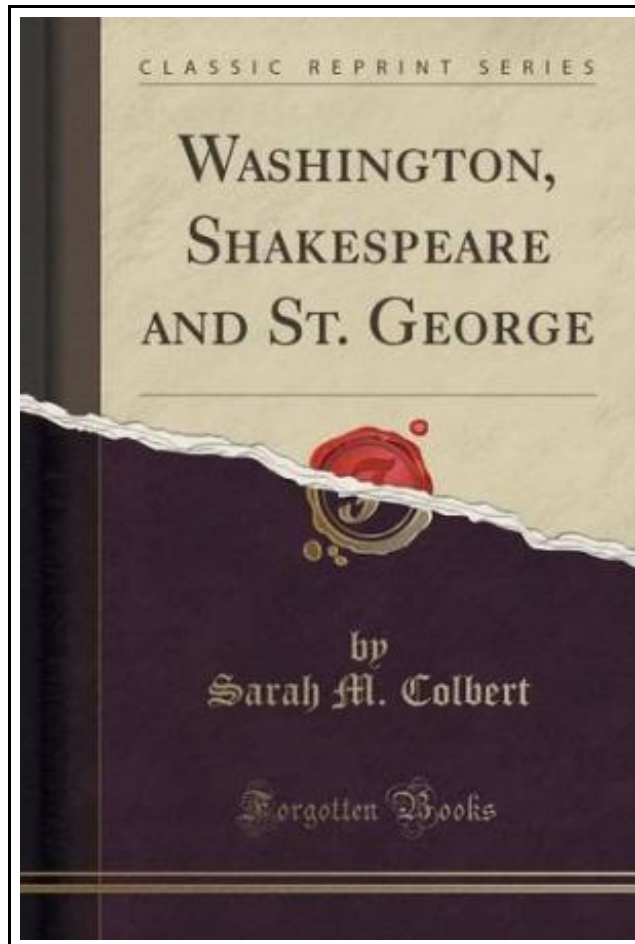 CLASSIC REPRINT SERIES
WASHINGTON,
SHAKESPEARE
AND ST. GEORGE
by
Sarah M. Colbert
Forgotten Books